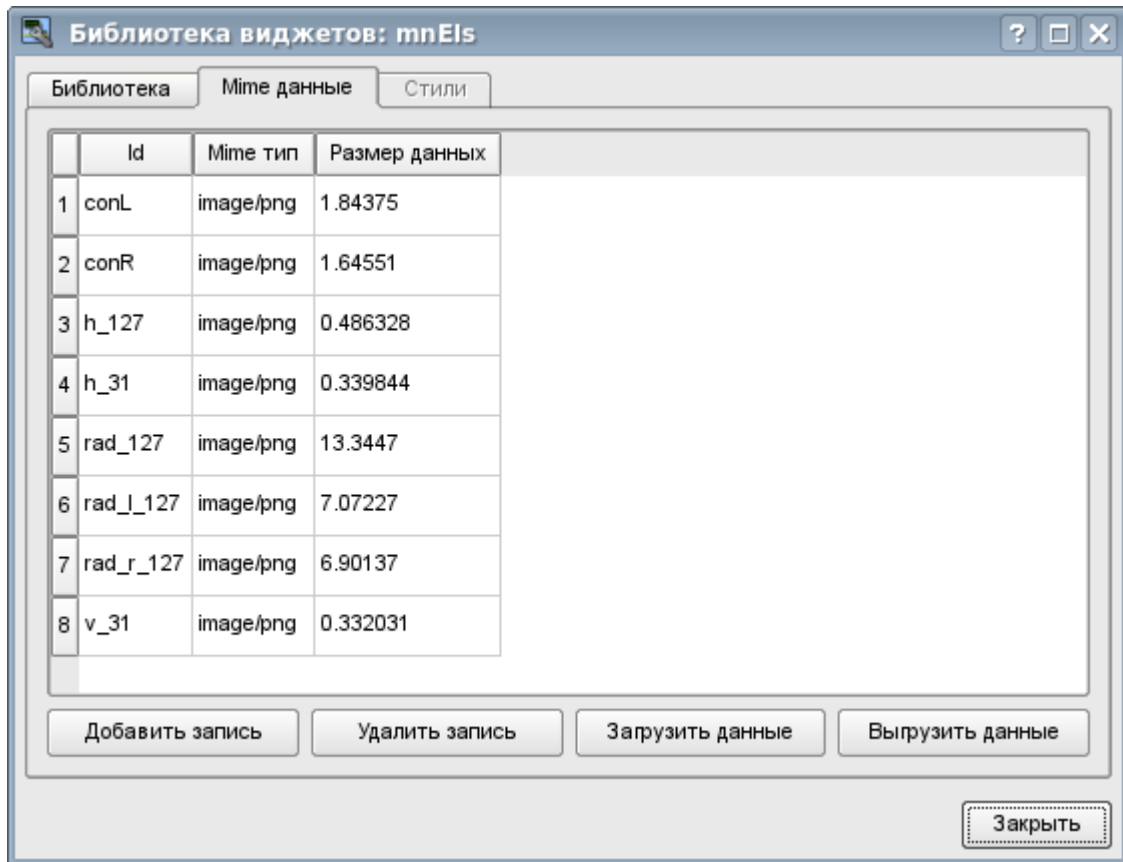 Библиотека виджетов: mnEls
Библиотека Mime данные Стили
Id Mime тип Размер данных
1 conL image/png 1.84375
2 conR image/png 1.64551
3 h_127 image/png 0.486328
4 h_31 image/png 0.339844
5 rad_127 image/png 13.3447
6 rad_l_127 image/png 7.07227
7 rad_r_127 image/png 6.90137
8 v_31 image/png 0.332031
Добавить запись Удалить запись Загрузить данные Выгрузить данные
Закрыть